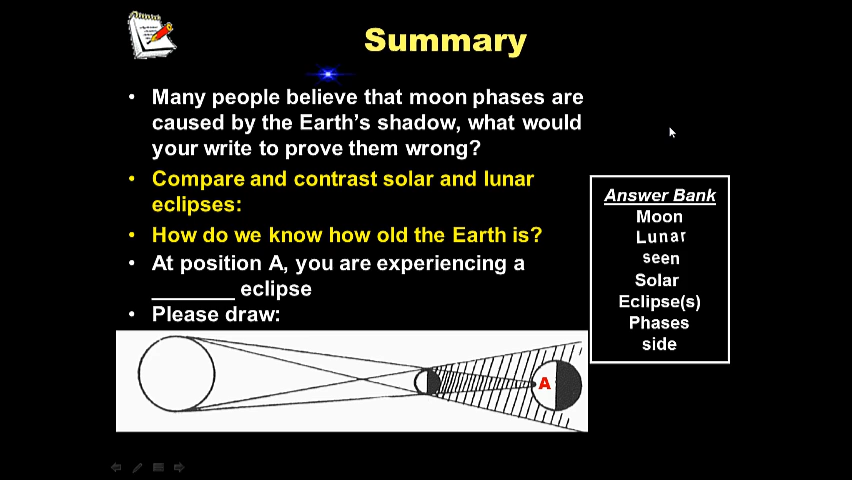 Summary
• Many people believe that moon phases are
caused by the Earth's shadow, what would
your write to prove them wrong?
• Compare and contrast solar and lunar
eclipses:
• How do we know how old the Earth is?
• At position A, you are experiencing a
_______ eclipse
• Please draw:
A
Answer Bank
Moon
Lunar
seen
Solar
Eclipse(s)
Phases
side